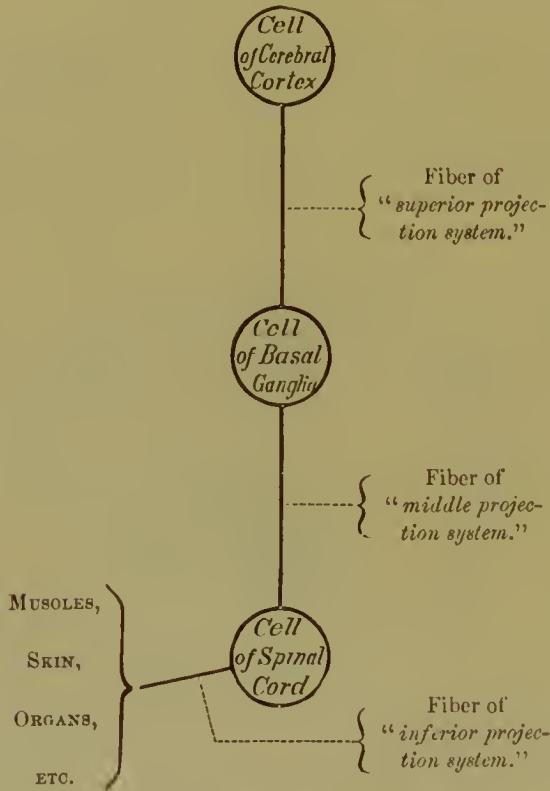 Cell
of Cerebral
Cortex
Fiber of
“superior projec-
tion system.”
Cell
of Basal
Ganglia
Fiber of
“middle projec-
tion system.”
MUSOLES,
SKIN,
ORGANS,
ETC.
Cell
of Spinal
Cord
Fiber of
“inferior projec-
tion system.”